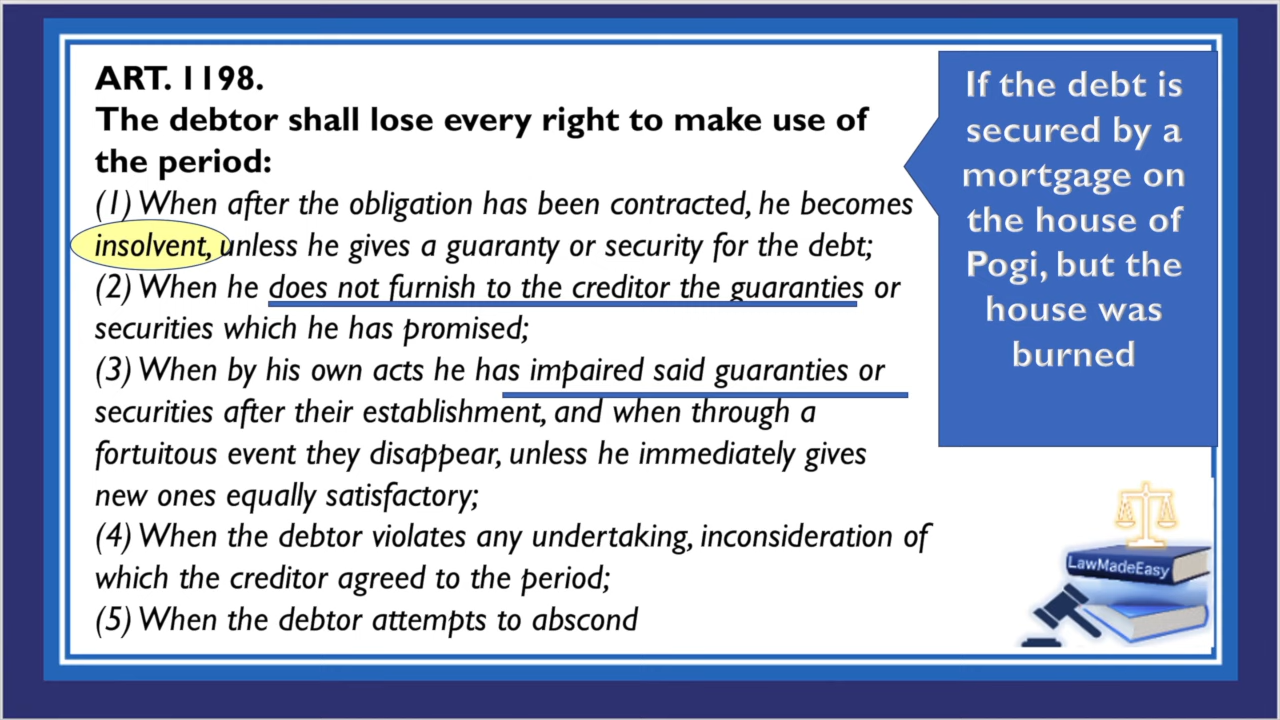 ART. 1198.
The debtor shall lose every right to make use of
the period:
(1) When after the obligation has been contracted, he becomes
insolvent, unless he gives a guaranty or security for the debt;
(2) When he does not furnish to the creditor the guaranties or
securities which he has promised;
(3) When by his own acts he has impaired said guaranties or
securities after their establishment, and when through a
fortuitous event they disappear, unless he immediately gives
new ones equally satisfactory;
(4) When the debtor violates any undertaking, inconsideration of
which the creditor agreed to the period;
(5) When the debtor attempts to abscond
If the debt is
secured by a
mortgage on
the house of
Pogi, but the
house was
burned
LawMadeEasy